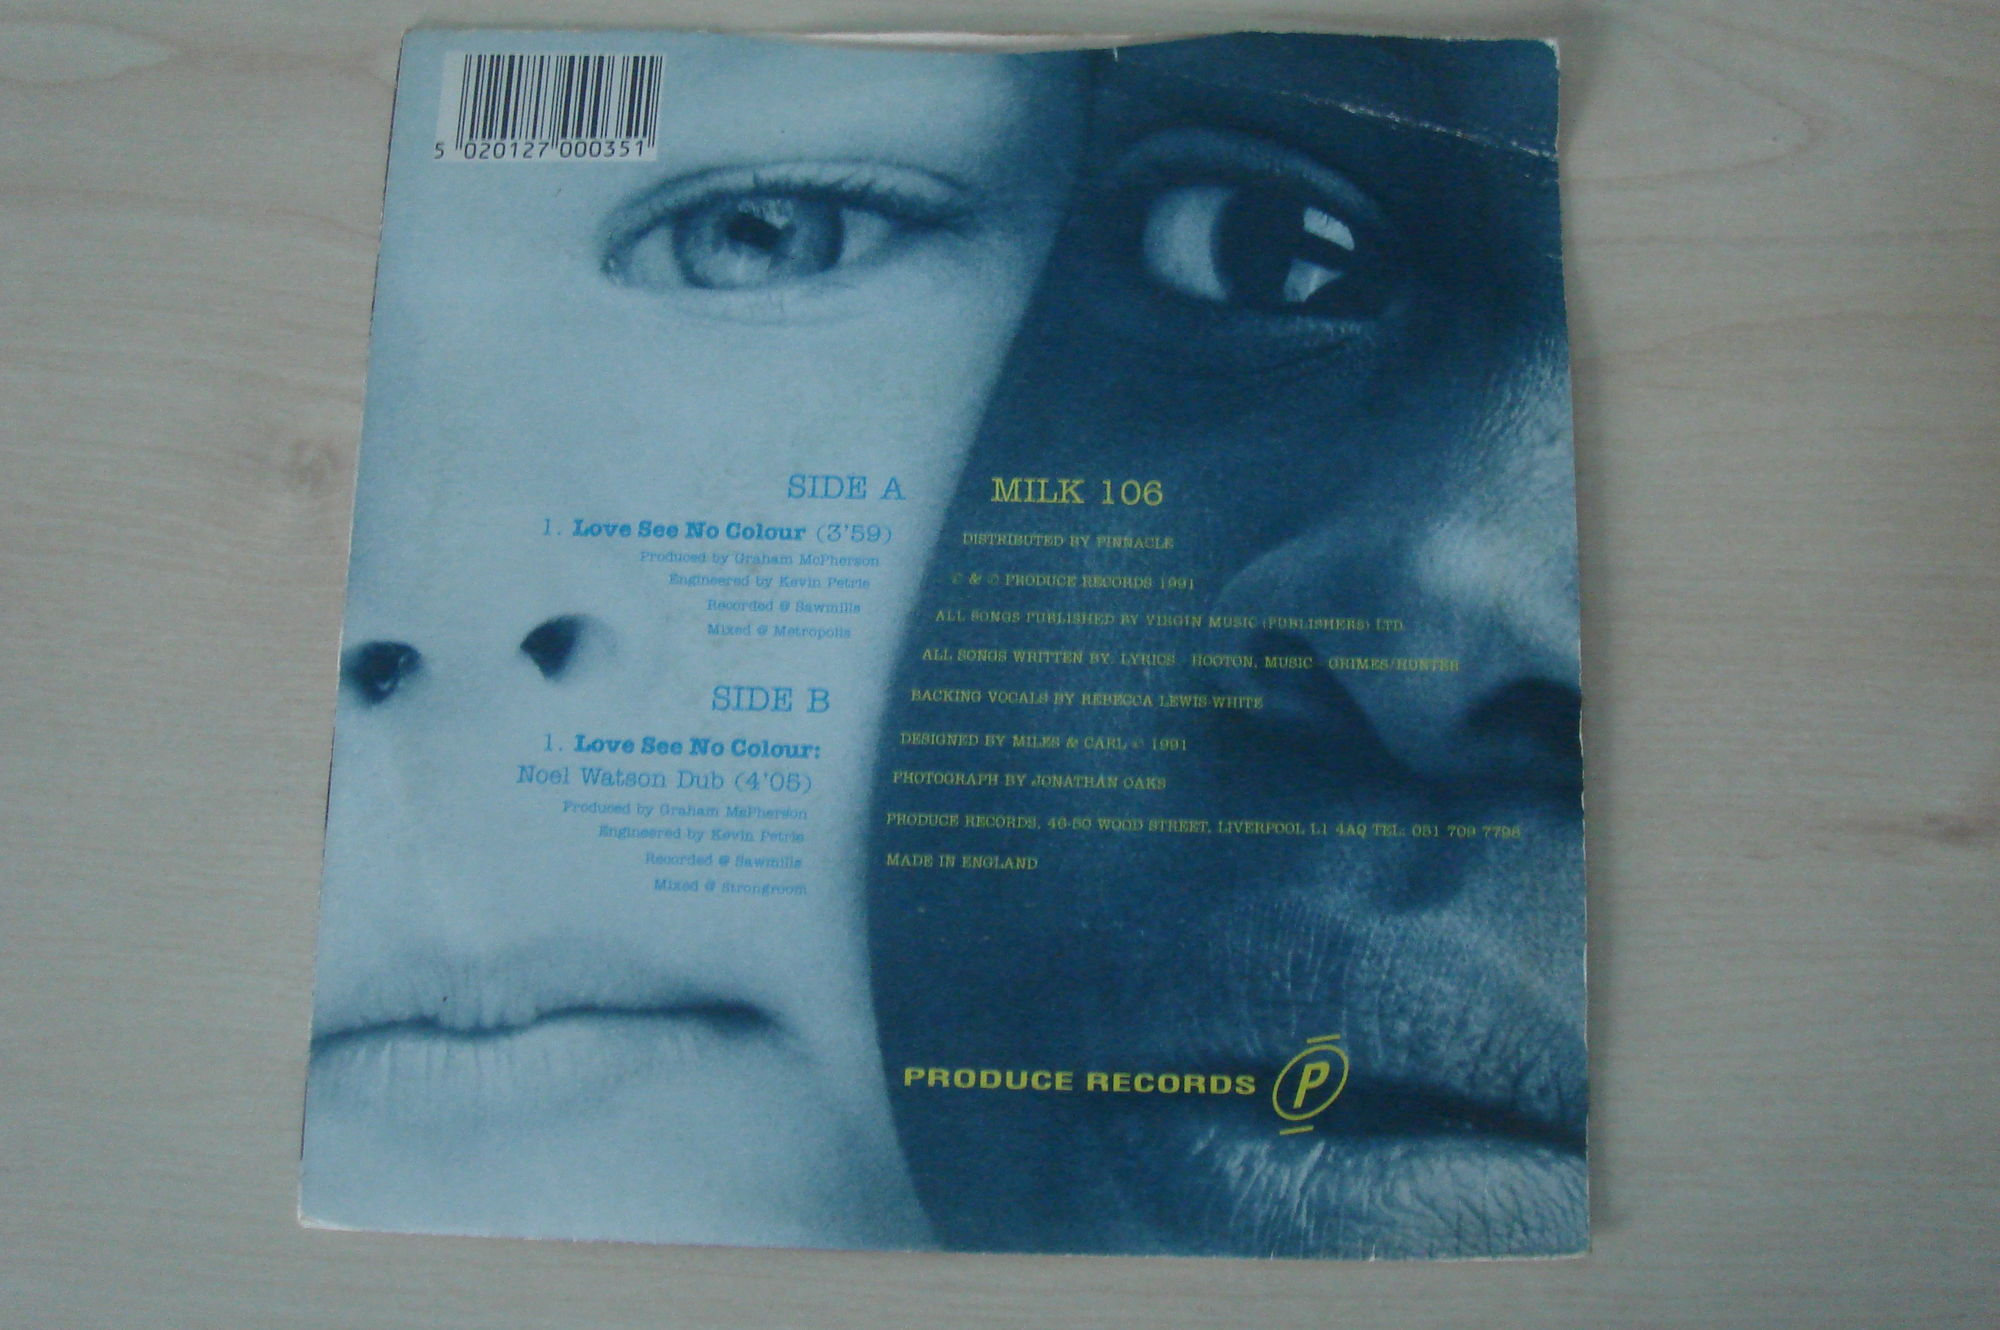 5 020127 000351
SIDE A
1. Love See No Colour (3'59)
Produced by Graham McPherson
Engineered by Kevin Petrie
Recorded @ Sawmills
Mixed @ Metropolis
SIDE B
1. Love See No Colour:
Noel Watson Dub (4'05)
Produced by Graham McPherson
Engineered by Kevin Petrie
Recorded @ Sawmills
Mixed @ Strongroom
MILK 106
DISTRIBUTED BY PINNACLE
℗ & © PRODUCE RECORDS 1991
ALL SONGS PUBLISHED BY VIRGIN MUSIC (PUBLISHERS) LTD.
ALL SONGS WRITTEN BY: LYRICS - HOOTON, MUSIC - GRIMES/HUNTER
BACKING VOCALS BY REBECCA LEWIS-WHITE
DESIGNED BY MILES & CARL © 1991
PHOTOGRAPH BY JONATHAN OAKS
PRODUCE RECORDS, 46-50 WOOD STREET, LIVERPOOL L1 4AQ TEL: 051 709 7798
MADE IN ENGLAND
PRODUCE RECORDS P